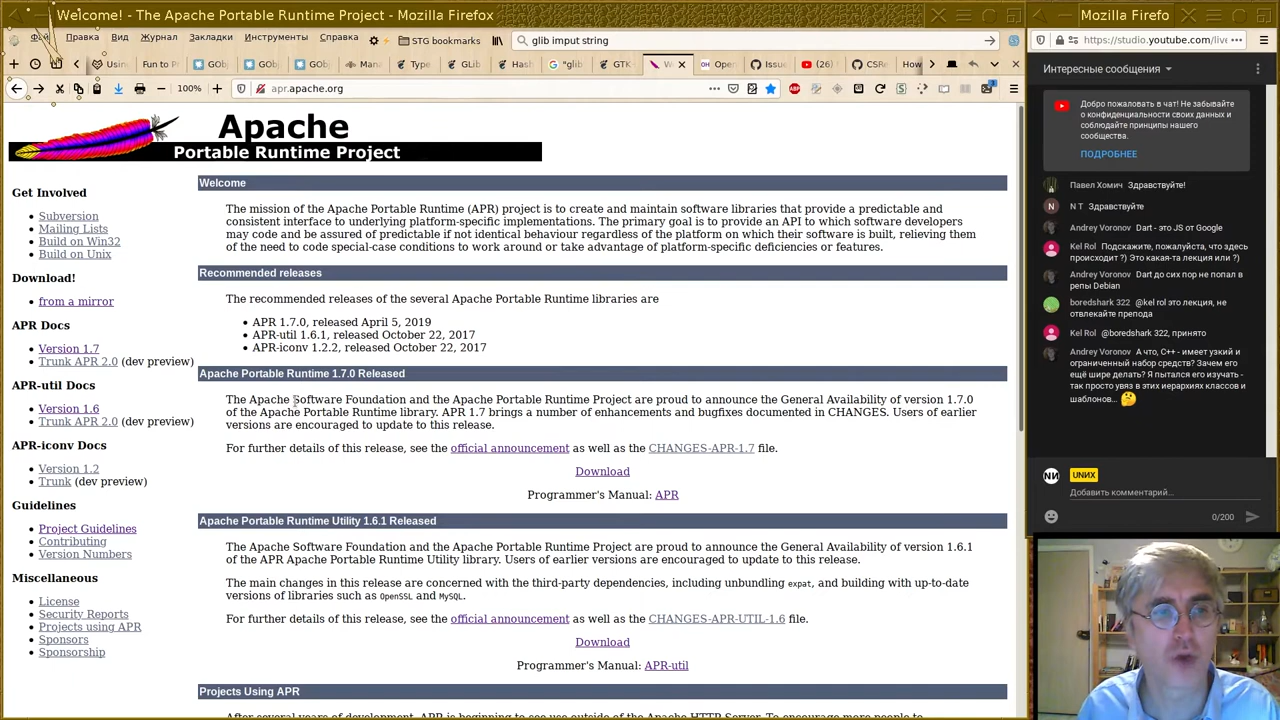 Welcome! - The Apache Portable Runtime Project - Mozilla Firefox
Файл Правка Вид Журнал Закладки Инструменты Справка
STG bookmarks
glib imput string
Usin Fun to P GOb GOb GOb Man Type GLib Hash "glib GTK W Open Issue (26) CSRe How
100%
apr.apache.org
Apache
Portable Runtime Project
Get Involved
Subversion
Mailing Lists
Build on Win32
Build on Unix
Download!
from a mirror
APR Docs
Version 1.7
Trunk APR 2.0 (dev preview)
APR-util Docs
Version 1.6
Trunk APR 2.0 (dev preview)
APR-iconv Docs
Version 1.2
Trunk (dev preview)
Guidelines
Project Guidelines
Contributing
Version Numbers
Miscellaneous
License
Security Reports
Projects using APR
Sponsors
Sponsorship
Welcome
The mission of the Apache Portable Runtime (APR) project is to create and maintain software libraries that provide a predictable and
consistent interface to underlying platform-specific implementations. The primary goal is to provide an API to which software developers
may code and be assured of predictable if not identical behaviour regardless of the platform on which their software is built, relieving them
of the need to code special-case conditions to work around or take advantage of platform-specific deficiencies or features.
Recommended releases
The recommended releases of the several Apache Portable Runtime libraries are
APR 1.7.0, released April 5, 2019
APR-util 1.6.1, released October 22, 2017
APR-iconv 1.2.2, released October 22, 2017
Apache Portable Runtime 1.7.0 Released
The Apache Software Foundation and the Apache Portable Runtime Project are proud to announce the General Availability of version 1.7.0
of the Apache Portable Runtime library. APR 1.7 brings a number of enhancements and bugfixes documented in CHANGES. Users of earlier
versions are encouraged to update to this release.
For further details of this release, see the official announcement as well as the CHANGES-APR-1.7 file.
Download
Programmer's Manual: APR
Apache Portable Runtime Utility 1.6.1 Released
The Apache Software Foundation and the Apache Portable Runtime Project are proud to announce the General Availability of version 1.6.1
of the APR Apache Portable Runtime Utility library. Users of earlier versions are encouraged to update to this release.
The main changes in this release are concerned with the third-party dependencies, including unbundling expat, and building with up-to-date
versions of libraries such as OpenSSL and MySQL.
For further details of this release, see the official announcement as well as the CHANGES-APR-UTIL-1.6 file.
Download
Programmer's Manual: APR-util
Projects Using APR
Mozilla Firefo
https://studio.youtube.com/live
Интересные сообщения
Добро пожаловать в чат! Не забывайте
о конфиденциальности своих данных и
соблюдайте принципы нашего
сообщества.
ПОДРОБНЕЕ
Павел Хомич Здравствуйте!
N T Здравствуйте
Andrey Voronov Dart - это JS от Google
Kel Rol Подскажите, пожалуйста, что здесь
происходит ?) Это какая-та лекция или ?)
Andrey Voronov Dart до сих пор не попал в
репы Debian
boredshark 322 @kel rol это лекция, не
отвлекайте препода
Kel Rol @boredshark 322, принято
Andrey Voronov А что, С++ - имеет узкий и
ограниченный набор средств? Зачем его
ещё шире делать? Я пытался его изучать -
так просто увяз в этих иерархиях классов и
шаблонов... 🤔
UNИX
Добавить комментарий...
0/200